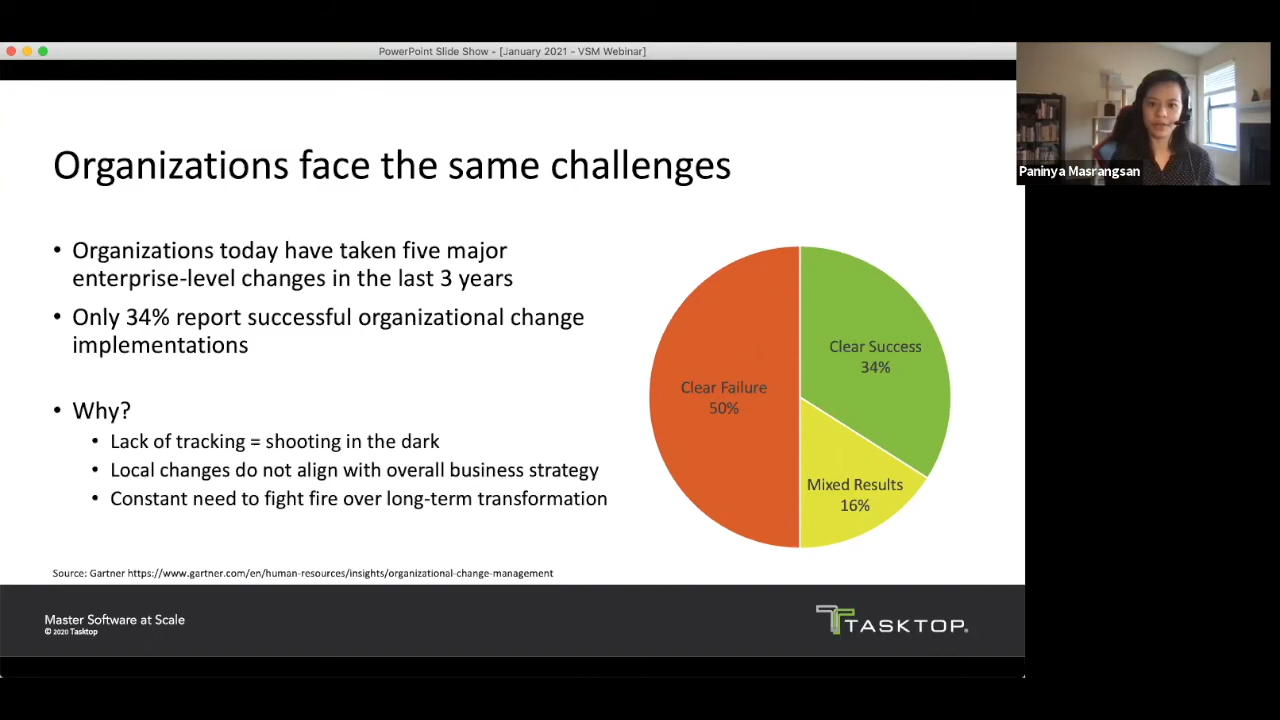 PowerPoint Slide Show - [January 2021 - VSM Webinar]
Paninya Masrangsan
Organizations face the same challenges
• Organizations today have taken five major
enterprise-level changes in the last 3 years
• Only 34% report successful organizational change
implementations
• Why?
• Lack of tracking = shooting in the dark
• Local changes do not align with overall business strategy
• Constant need to fight fire over long-term transformation
Clear Success
34%
Clear Failure
50%
Mixed Results
16%
Source: Gartner https://www.gartner.com/en/human-resources/insights/organizational-change-management
Master Software at Scale
© 2020 Tasktop
TASKTOP®